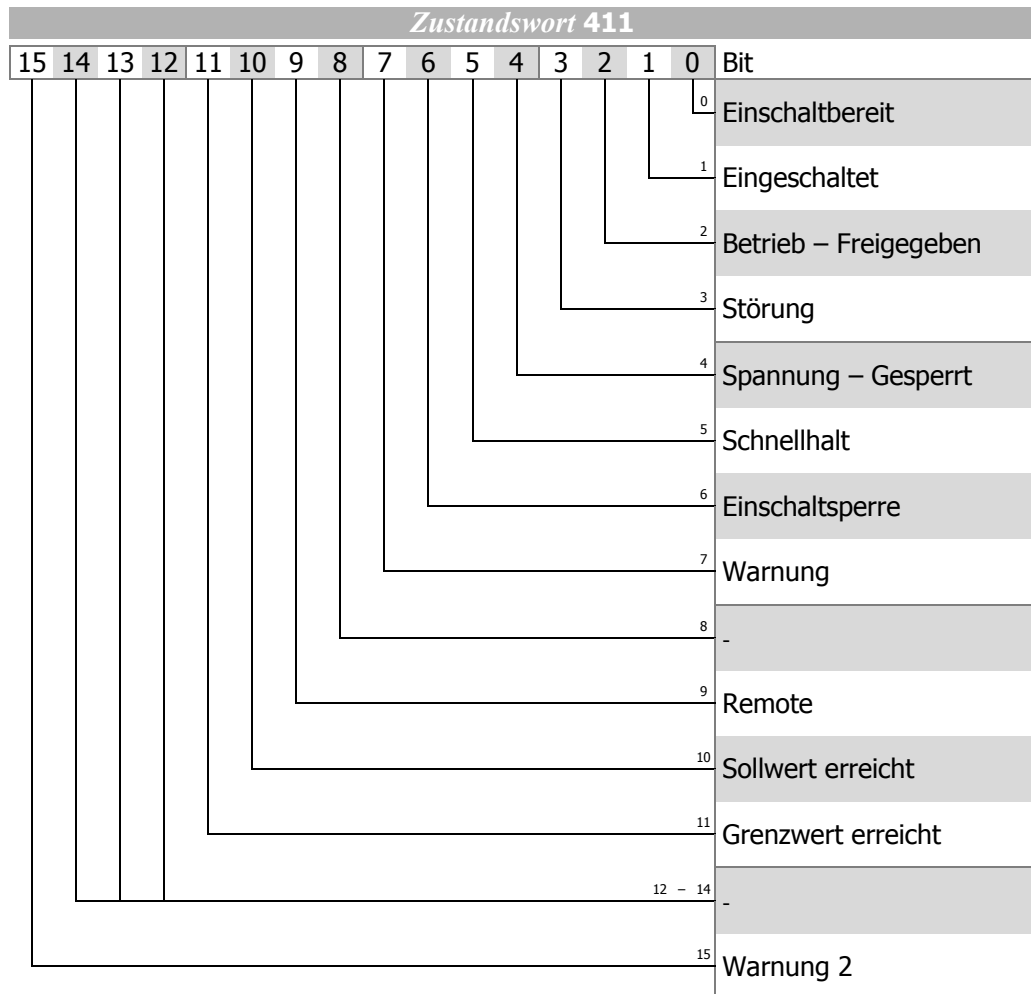 Zustandswort 411
15 14 13 12 11 10 9 8 7 6 5 4 3 2 1 0 Bit
0 Einschaltbereit
1 Eingeschaltet
2 Betrieb – Freigegeben
3 Störung
4 Spannung – Gesperrt
5 Schnellhalt
6 Einschaltsperre
7 Warnung
8 -
9 Remote
10 Sollwert erreicht
11 Grenzwert erreicht
12 – 14 -
15 Warnung 2